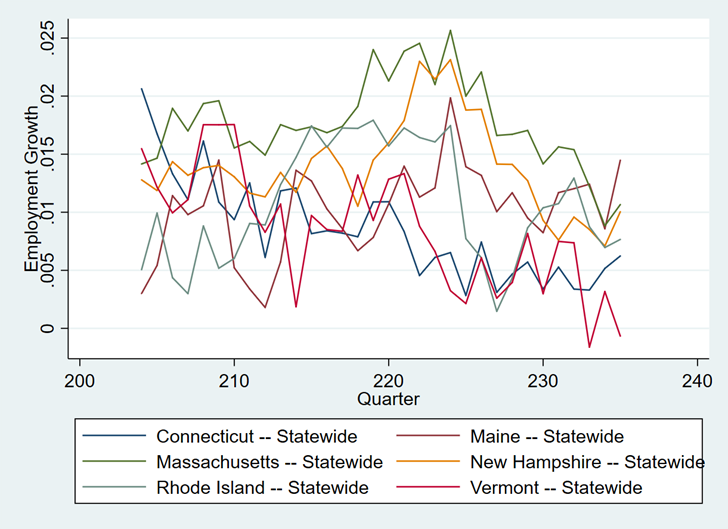 .025
.02
.015
.01
.005
0
Employment Growth
200 210 220 230 240
Quarter
Connecticut -- Statewide Maine -- Statewide
Massachusetts -- Statewide New Hampshire -- Statewide
Rhode Island -- Statewide Vermont -- Statewide